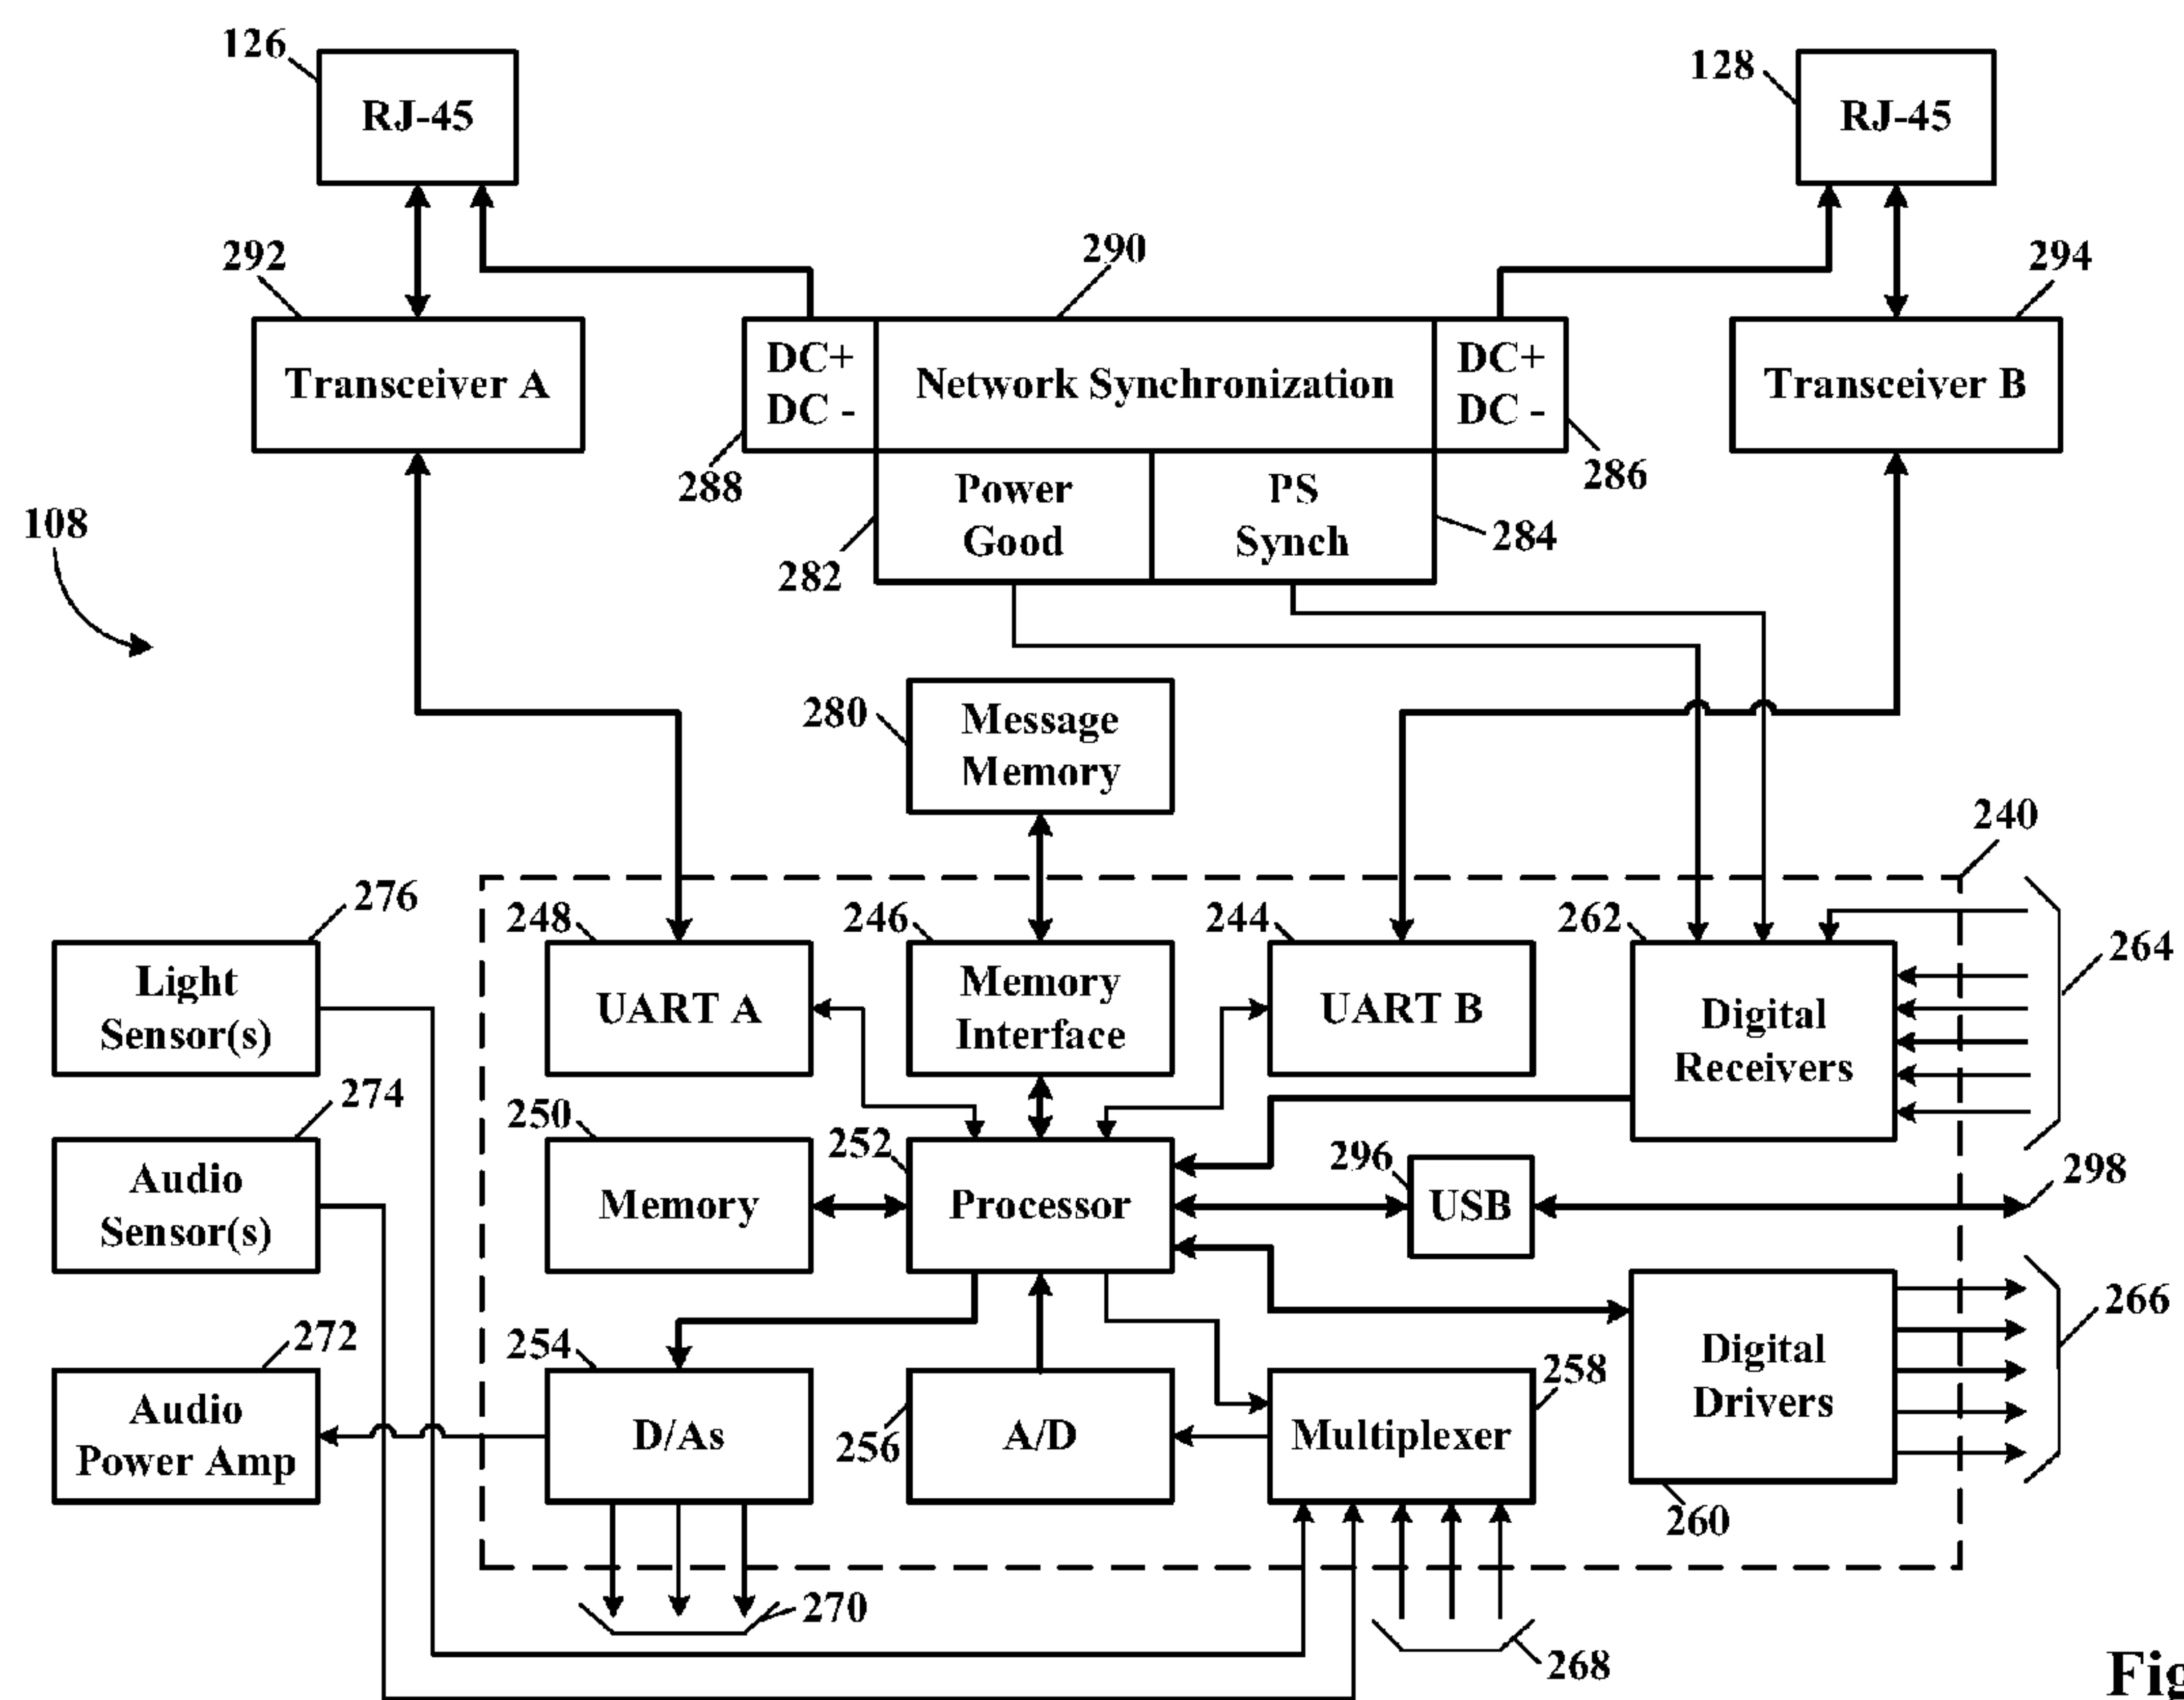 126
RJ-45
128
RJ-45
292
290
294
Transceiver A
DC+
DC -
Network Synchronization
DC+
DC -
Transceiver B
288
Power
Good
PS
Synch
286
282
284
108
280
Message
Memory
240
276
248
246
244
262
264
Light
Sensor(s)
UART A
Memory
Interface
UART B
Digital
Receivers
274
250
252
296
298
Audio
Sensor(s)
Memory
Processor
USB
266
272
254
258
Digital
Drivers
Audio
Power Amp
D/As
256
A/D
Multiplexer
260
270
268
Fig